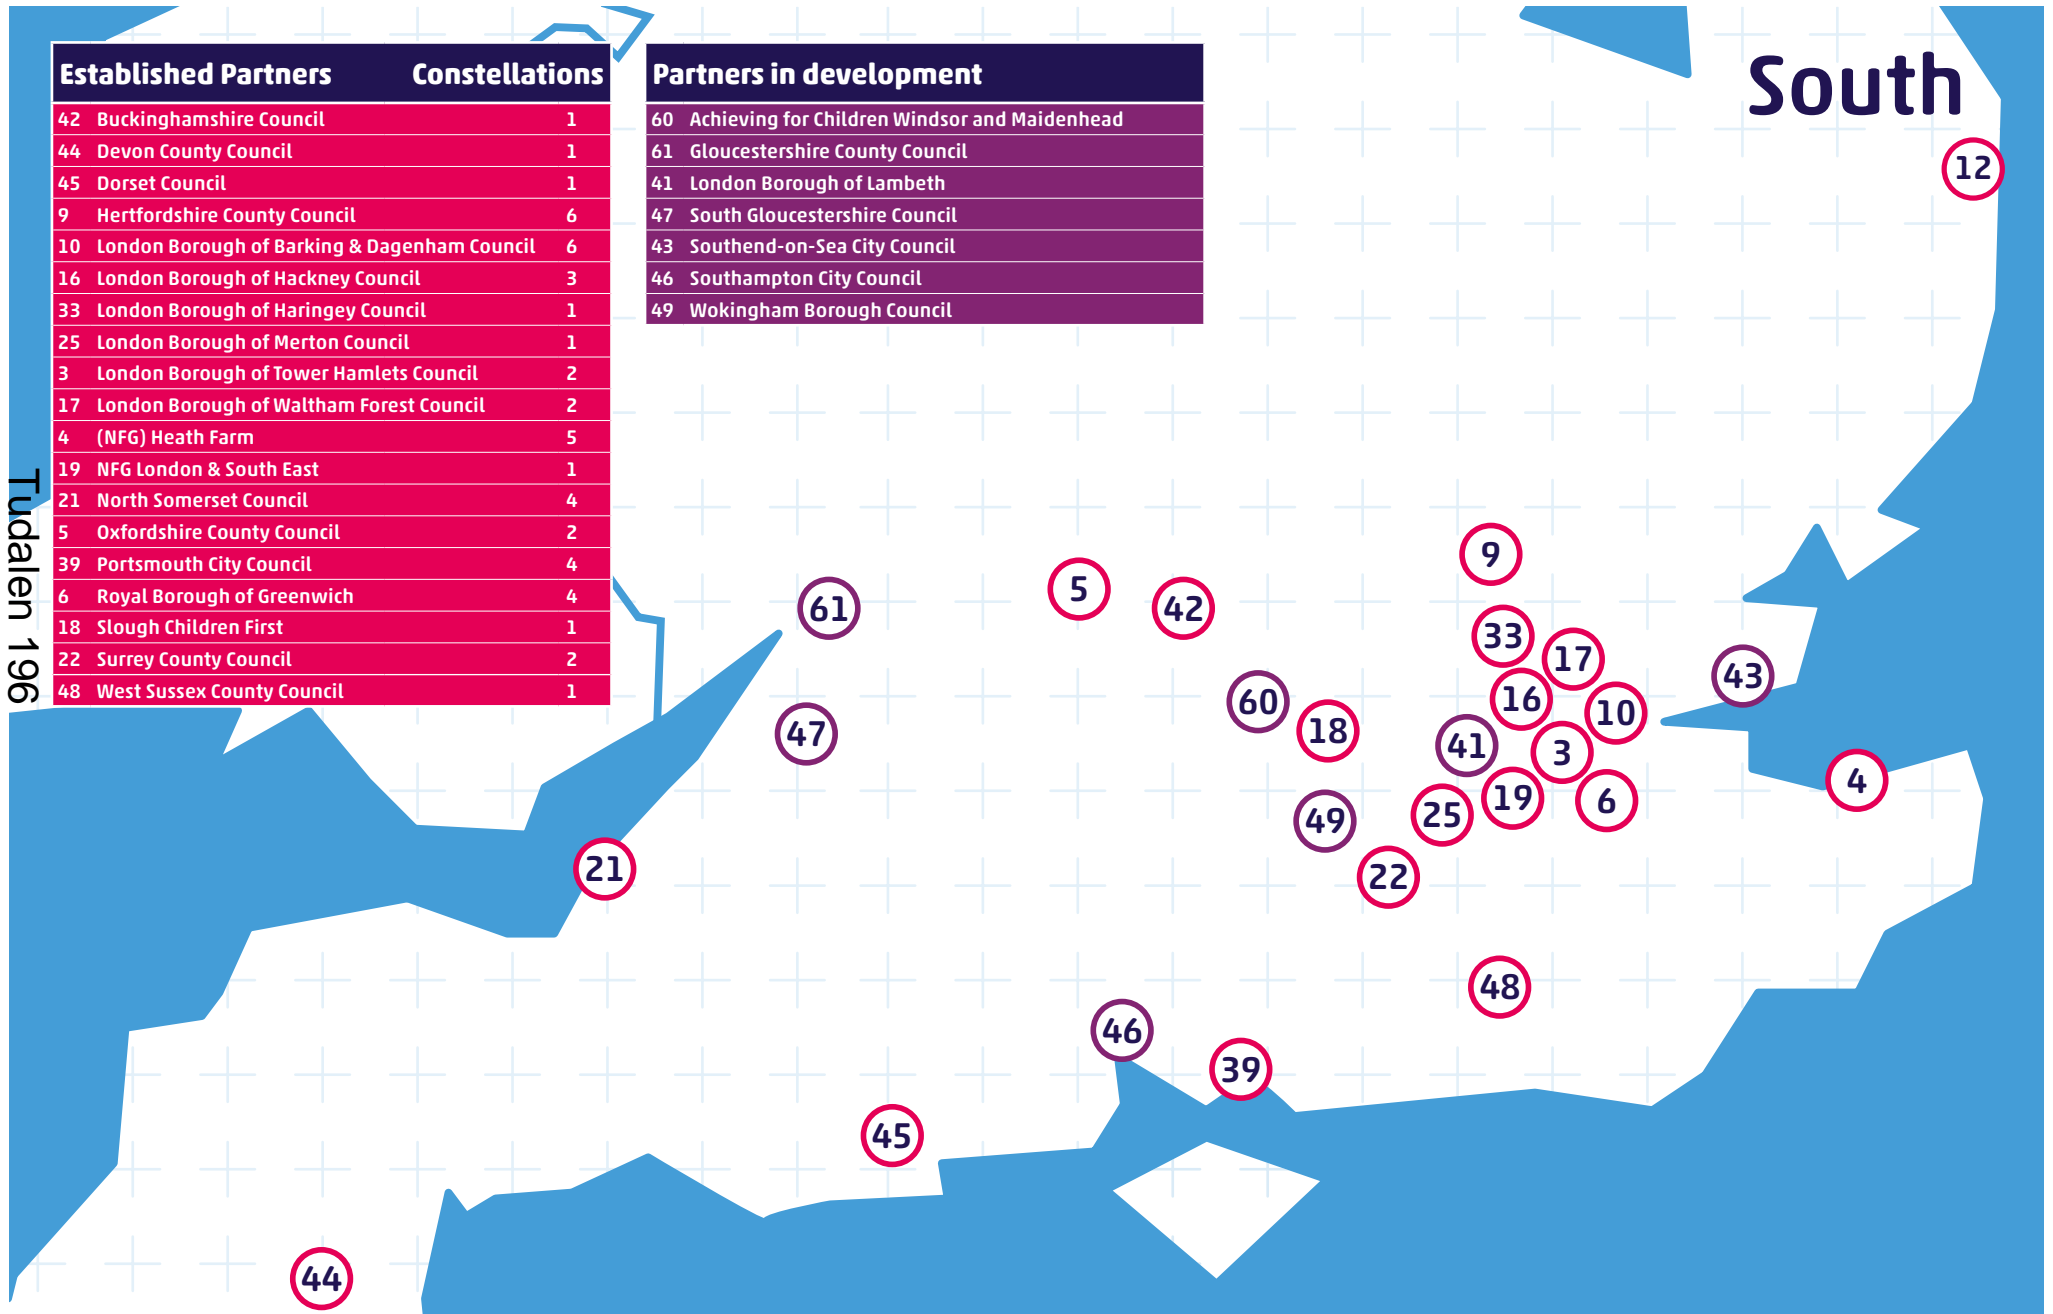 South
Established Partners Constellations
42 Buckinghamshire Council 1
44 Devon County Council 1
45 Dorset Council 1
9 Hertfordshire County Council 6
10 London Borough of Barking & Dagenham Council 6
16 London Borough of Hackney Council 3
33 London Borough of Haringey Council 1
25 London Borough of Merton Council 1
3 London Borough of Tower Hamlets Council 2
17 London Borough of Waltham Forest Council 2
4 (NFG) Heath Farm 5
19 NFG London & South East 1
21 North Somerset Council 4
5 Oxfordshire County Council 2
39 Portsmouth City Council 4
6 Royal Borough of Greenwich 4
18 Slough Children First 1
22 Surrey County Council 2
48 West Sussex County Council 1
Partners in development
60 Achieving for Children Windsor and Maidenhead
61 Gloucestershire County Council
41 London Borough of Lambeth
47 South Gloucestershire Council
43 Southend-on-Sea City Council
46 Southampton City Council
49 Wokingham Borough Council
12
9
5
61
42
33
17
43
60
16
10
18
47
41
3
4
19
6
25
49
21
22
48
46
39
45
44
Tudalen 196